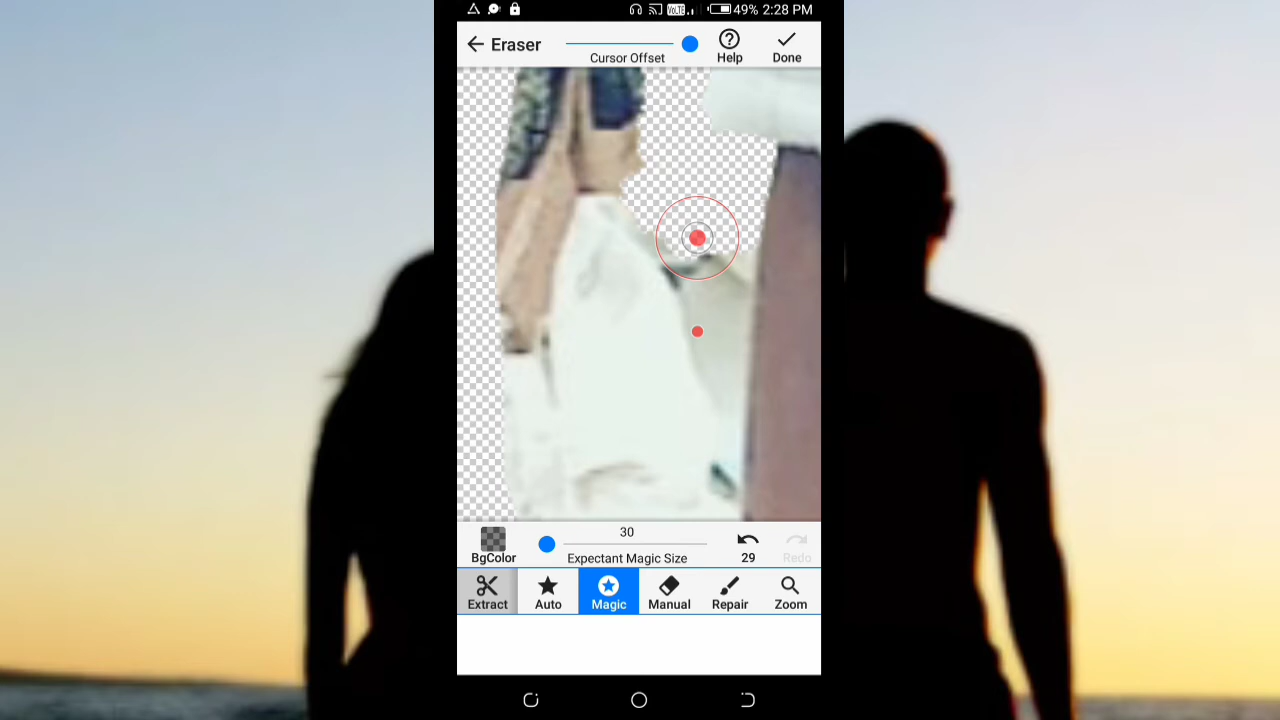 VoLTE 49% 2:28 PM
Eraser
Cursor Offset
Help
Done
30
BgColor
Expectant Magic Size
29
Redo
Extract
Auto
Magic
Manual
Repair
Zoom